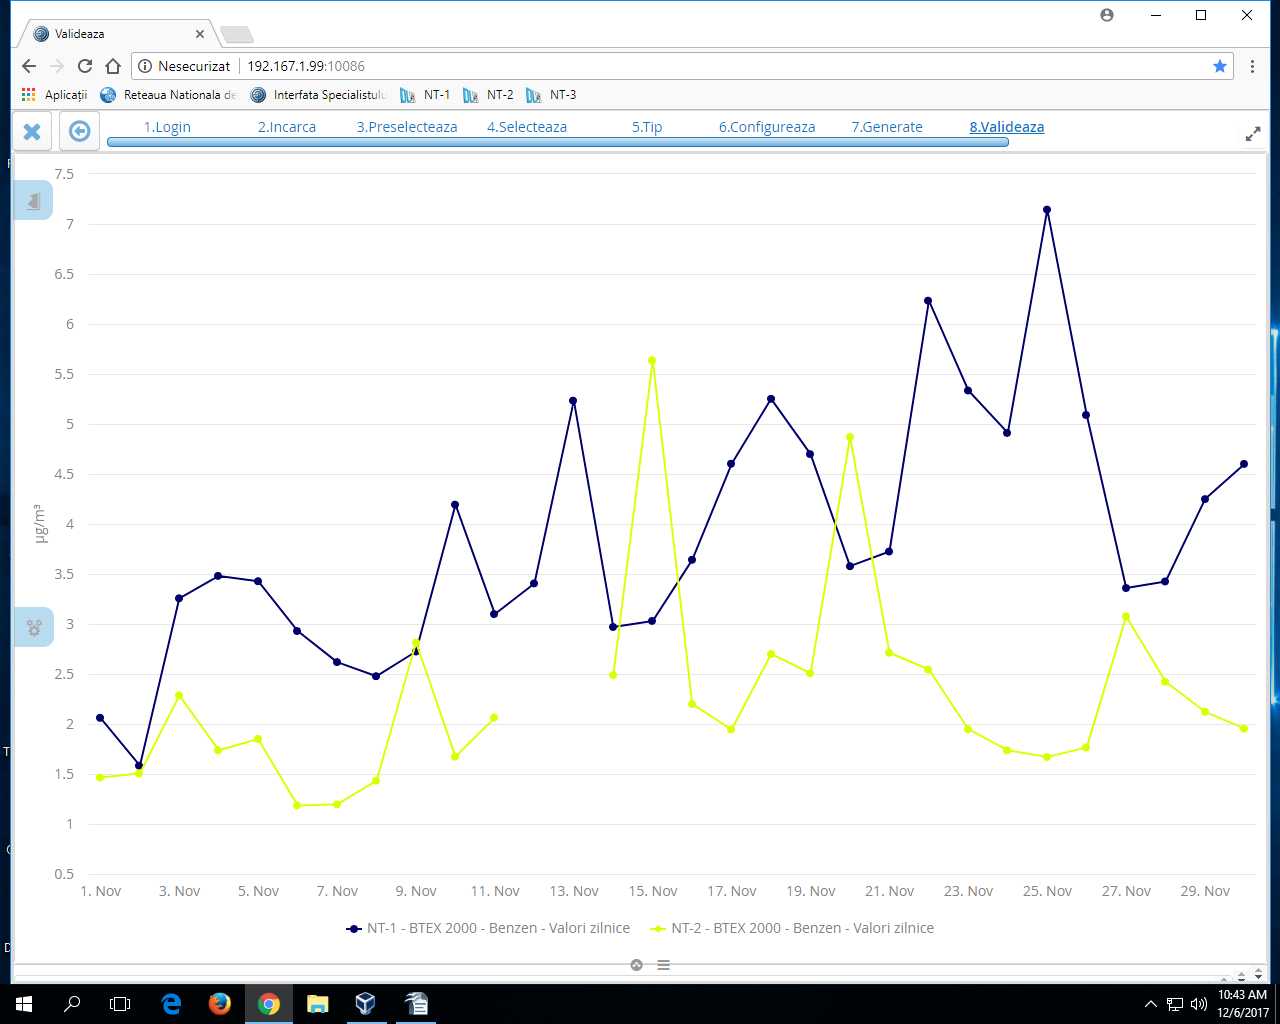 Valideaza
Nesecurizat 192.167.1.99:10086
Aplicații Reteaua Nationala de Interfata Specialistulu NT-1 NT-2 NT-3
1.Login 2.Incarca 3.Preselecteaza 4.Selecteaza 5.Tip 6.Configureaza 7.Generate 8.Valideaza
7.5
7
6.5
6
5.5
5
4.5
4
3.5
3
2.5
2
1.5
1
0.5
µg/m³
1. Nov 3. Nov 5. Nov 7. Nov 9. Nov 11. Nov 13. Nov 15. Nov 17. Nov 19. Nov 21. Nov 23. Nov 25. Nov 27. Nov 29. Nov
NT-1 - BTEX 2000 - Benzen - Valori zilnice NT-2 - BTEX 2000 - Benzen - Valori zilnice
10:43 AM
12/6/2017